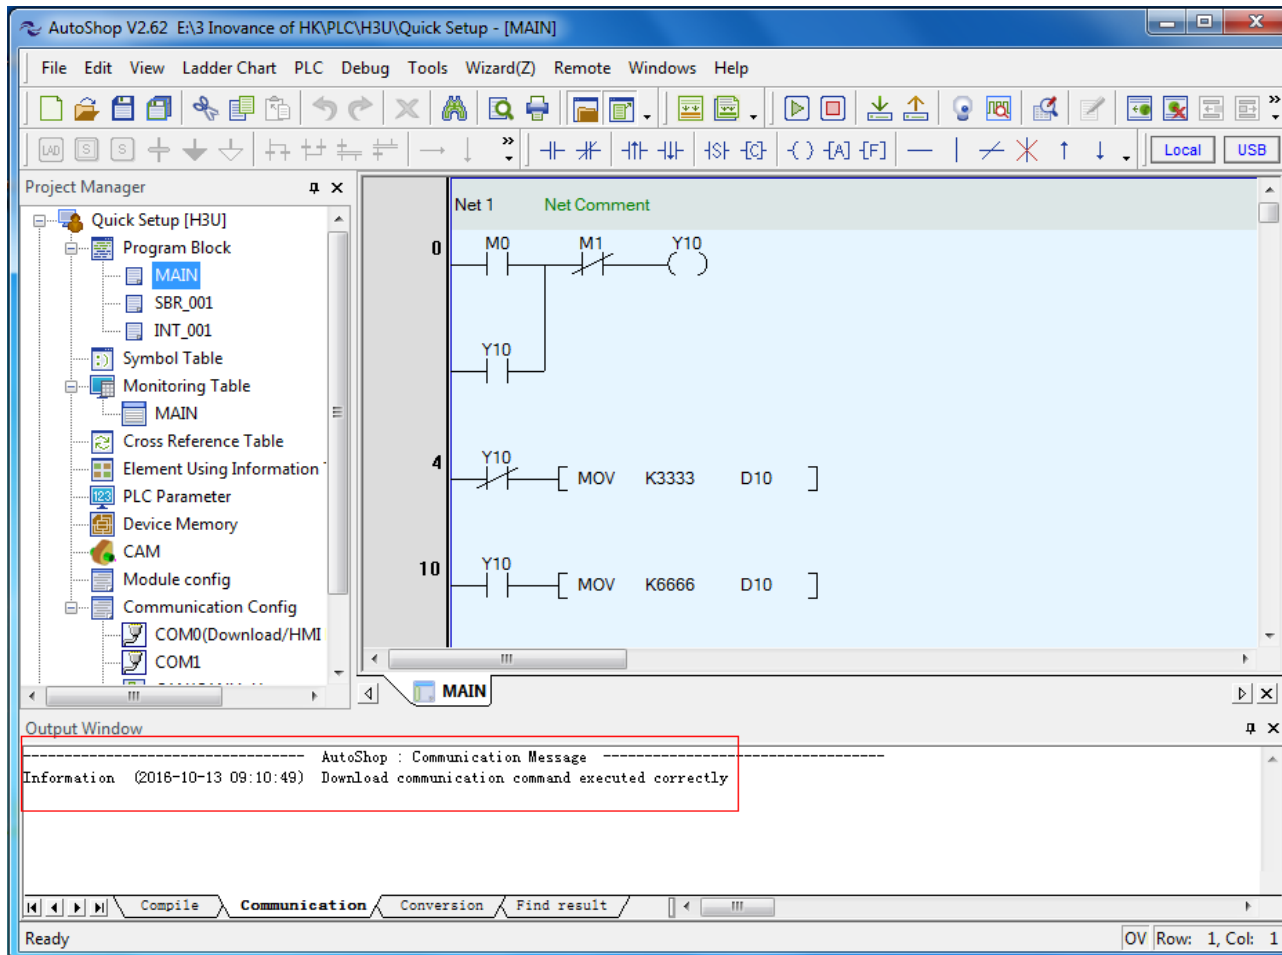 AutoShop V2.62 E:\3 Inovance of HK\PLC\H3U\Quick Setup - [MAIN]
File Edit View Ladder Chart PLC Debug Tools Wizard(Z) Remote Windows Help
LAD S S S C A F Local USB
Project Manager
Quick Setup [H3U]
Program Block
MAIN
SBR_001
INT_001
Symbol Table
Monitoring Table
MAIN
Cross Reference Table
Element Using Information
PLC Parameter
Device Memory
CAM
Module config
Communication Config
COM0(Download/HMI
COM1
Net 1 Net Comment
0 M0 M1 Y10
Y10
4 Y10 MOV K3333 D10
10 Y10 MOV K6666 D10
MAIN
Output Window
-------------------------------- AutoShop : Communication Message --------------------------------
Information (2016-10-13 09:10:49) Download communication command executed correctly
Compile Communication Conversion Find result
Ready OV Row: 1, Col: 1